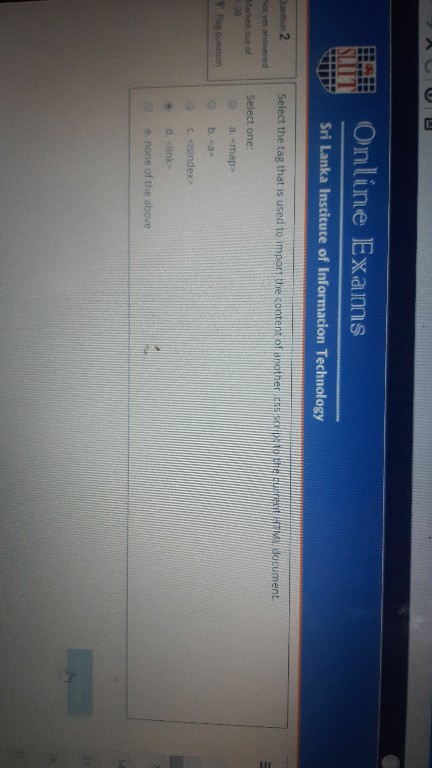 SLIIT
Online Exams
Sri Lanka Institute of Information Technology
Question 2
Not yet answered
Marked out of
1.00
Flag question
Select the tag that is used to import the content of another .css script to the current HTML document.
Select one:
a. <map>
b. <a>
c. <isindex>
d. <link>
e. none of the above